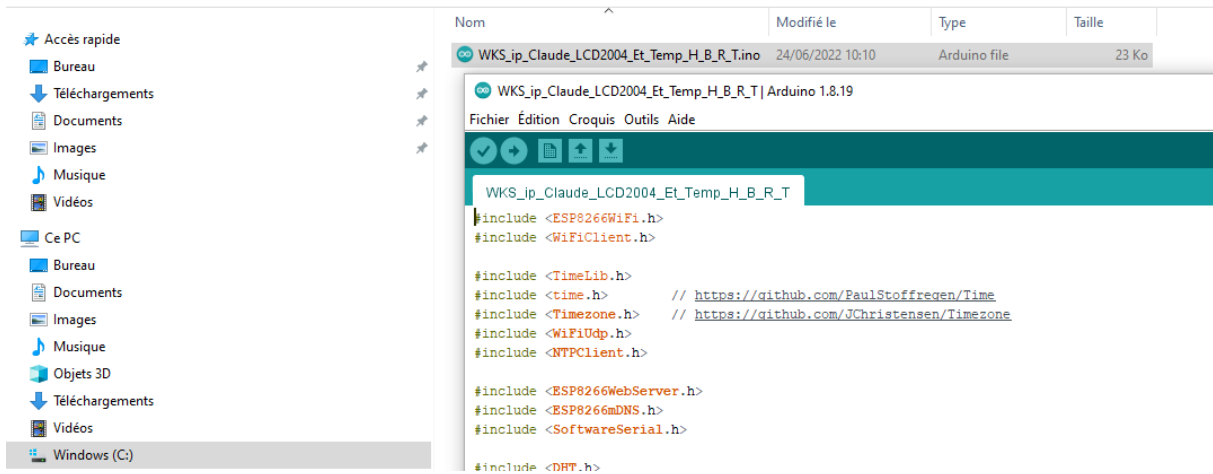 Nom Modifié le Type Taille
Accès rapide
Bureau
Téléchargements
Documents
Images
Musique
Vidéos
Ce PC
Bureau
Documents
Images
Musique
Objets 3D
Téléchargements
Vidéos
Windows (C:)
WKS_ip_Claude_LCD2004_Et_Temp_H_B_R_T.ino 24/06/2022 10:10 Arduino file 23 Ko
WKS_ip_Claude_LCD2004_Et_Temp_H_B_R_T | Arduino 1.8.19
Fichier Édition Croquis Outils Aide
WKS_ip_Claude_LCD2004_Et_Temp_H_B_R_T
#include <ESP8266WiFi.h>
#include <WiFiClient.h>
#include <TimeLib.h>
#include <time.h> // https://github.com/PaulStoffregen/Time
#include <Timezone.h> // https://github.com/JChristensen/Timezone
#include <WiFiUdp.h>
#include <NTPClient.h>
#include <ESP8266WebServer.h>
#include <ESP8266mDNS.h>
#include <SoftwareSerial.h>
#include <DHT.h>